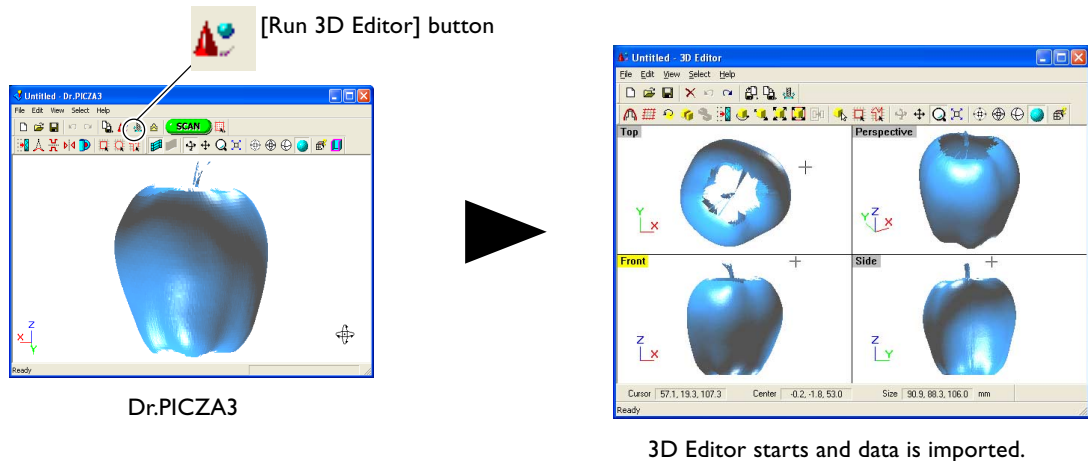 [Run 3D Editor] button
Untitled - Dr.PICZA3
File Edit View Select Help
SCAN
Z
X
Y
Ready
Dr.PICZA3
Untitled - 3D Editor
File Edit View Select Help
Top
Perspective
Y
X
Z
Y X
Front
Side
Z
X
Z
Y
Cursor 57.1, 19.3, 107.3 Center -0.2, -1.8, 53.0 Size 90.9, 88.3, 106.0 mm
Ready
3D Editor starts and data is imported.